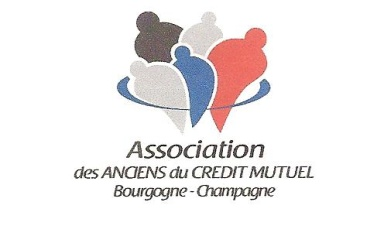 Association
des ANCIENS du CREDIT MUTUEL
Bourgogne - Champagne